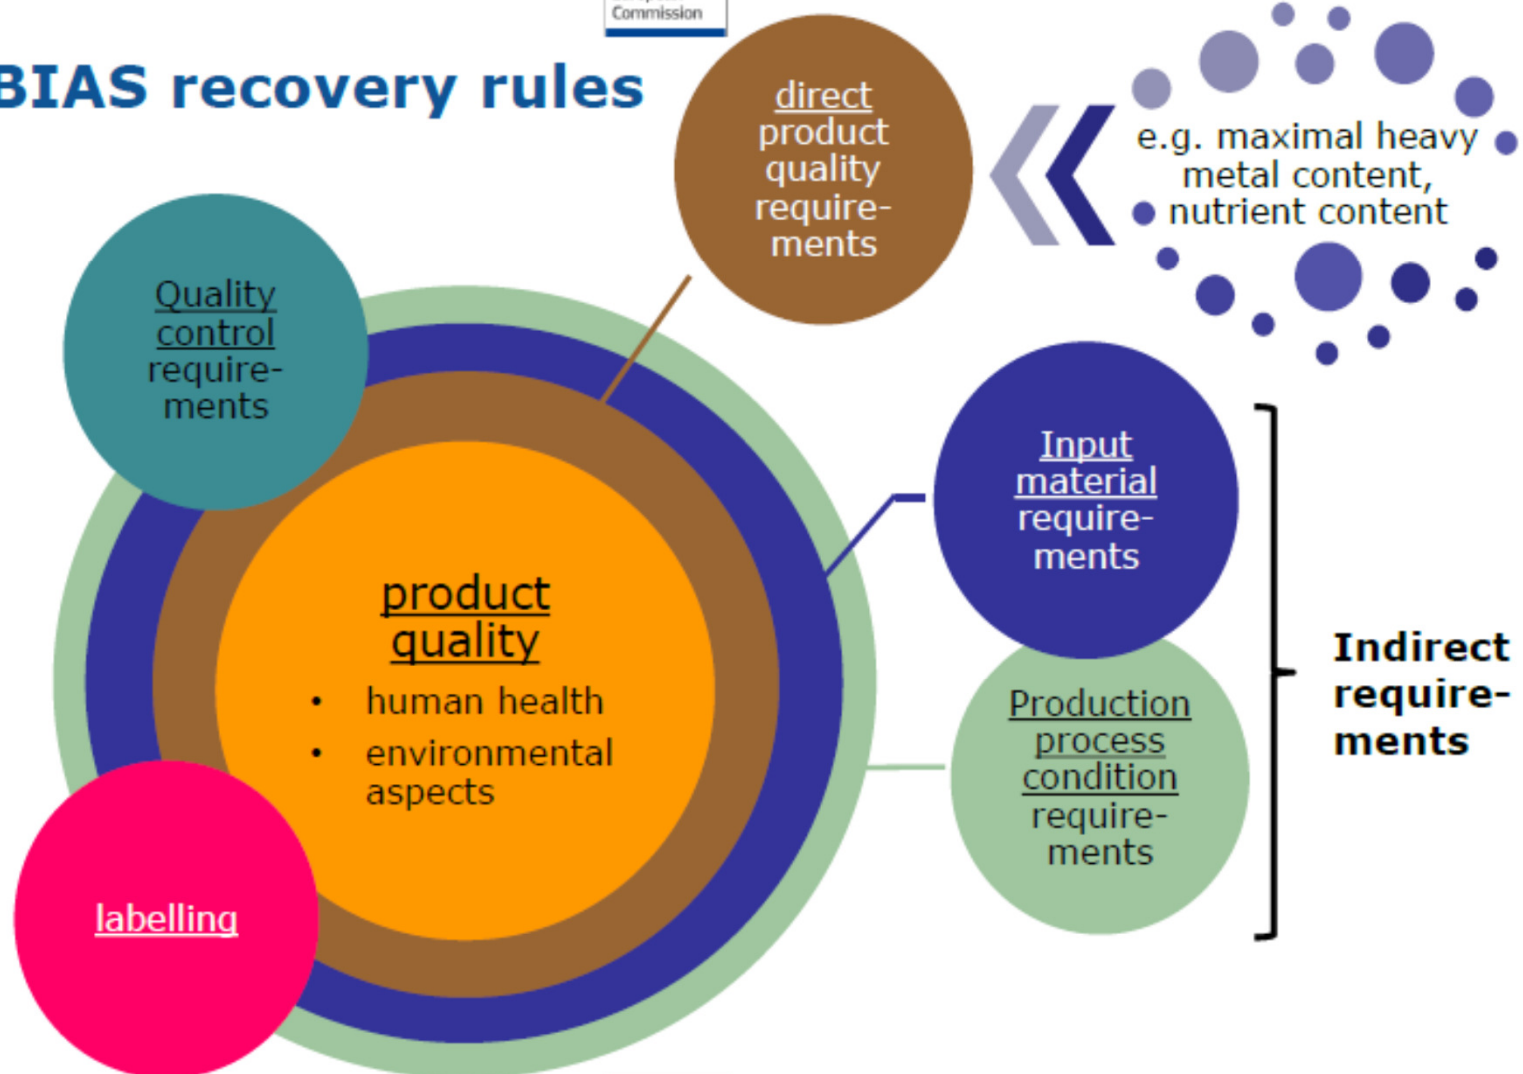 Commission
BIAS recovery rules
direct
product
quality
require-
ments
e.g. maximal heavy
metal content,
nutrient content
Quality
control
require-
ments
Input
material
require-
ments
product
quality
• human health
• environmental
aspects
Production
process
condition
require-
ments
Indirect
require-
ments
labelling